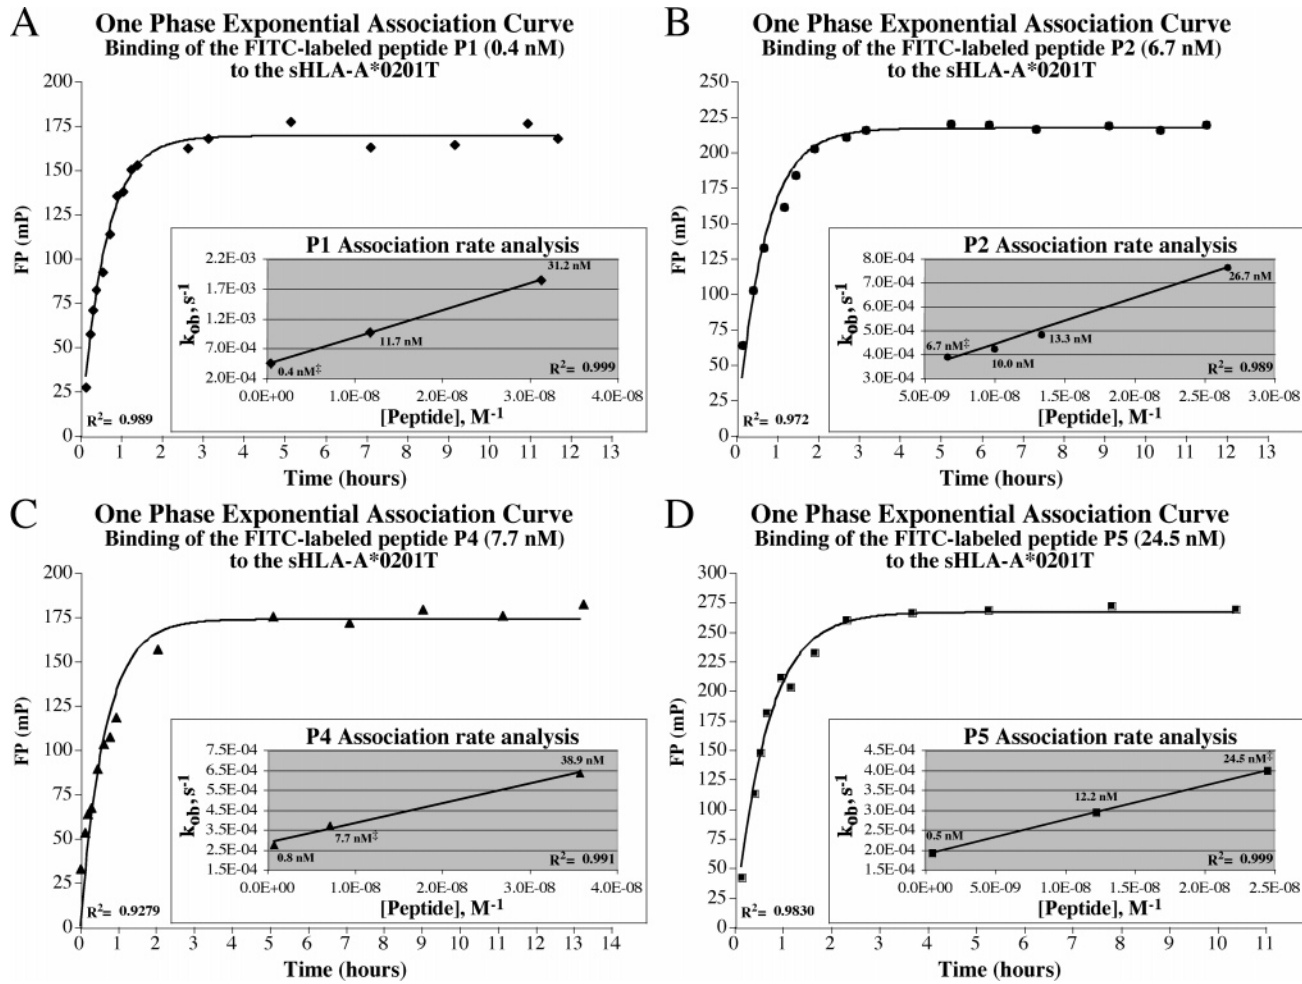 A
One Phase Exponential Association Curve
Binding of the FITC-labeled peptide P1 (0.4 nM)
to the sHLA-A*0201T
200
175
150
125
100
75
50
25
0
FP (mP)
R²= 0.989
0 1 2 3 4 5 6 7 8 9 10 11 12 13
Time (hours)
P1 Association rate analysis
2.2E-03
1.7E-03
1.2E-03
7.0E-04
2.0E-04
k_ob, s⁻¹
31.2 nM
11.7 nM
0.4 nM‡
R²= 0.999
0.0E+00 1.0E-08 2.0E-08 3.0E-08 4.0E-08
[Peptide], M⁻¹
B
One Phase Exponential Association Curve
Binding of the FITC-labeled peptide P2 (6.7 nM)
to the sHLA-A*0201T
250
225
200
175
150
125
100
75
50
25
0
FP (mP)
R²= 0.972
0 1 2 3 4 5 6 7 8 9 10 11 12 13
Time (hours)
P2 Association rate analysis
8.0E-04
7.0E-04
6.0E-04
5.0E-04
4.0E-04
3.0E-04
k_ob, s⁻¹
26.7 nM
13.3 nM
6.7 nM‡
10.0 nM
R²= 0.989
5.0E-09 1.0E-08 1.5E-08 2.0E-08 2.5E-08 3.0E-08
[Peptide], M⁻¹
C
One Phase Exponential Association Curve
Binding of the FITC-labeled peptide P4 (7.7 nM)
to the sHLA-A*0201T
200
175
150
125
100
75
50
25
0
FP (mP)
R²= 0.9279
0 1 2 3 4 5 6 7 8 9 10 11 12 13 14
Time (hours)
P4 Association rate analysis
7.5E-04
6.5E-04
5.5E-04
4.5E-04
3.5E-04
2.5E-04
1.5E-04
k_ob, s⁻¹
38.9 nM
7.7 nM‡
0.8 nM
R²= 0.991
0.0E+00 1.0E-08 2.0E-08 3.0E-08 4.0E-08
[Peptide], M⁻¹
D
One Phase Exponential Association Curve
Binding of the FITC-labeled peptide P5 (24.5 nM)
to the sHLA-A*0201T
300
275
250
225
200
175
150
125
100
75
50
25
0
FP (mP)
R²= 0.9830
0 1 2 3 4 5 6 7 8 9 10 11
Time (hours)
P5 Association rate analysis
4.5E-04
4.0E-04
3.5E-04
3.0E-04
2.5E-04
2.0E-04
1.5E-04
k_ob, s⁻¹
24.5 nM‡
12.2 nM
0.5 nM
R²= 0.999
0.0E+00 5.0E-09 1.0E-08 1.5E-08 2.0E-08 2.5E-08
[Peptide], M⁻¹